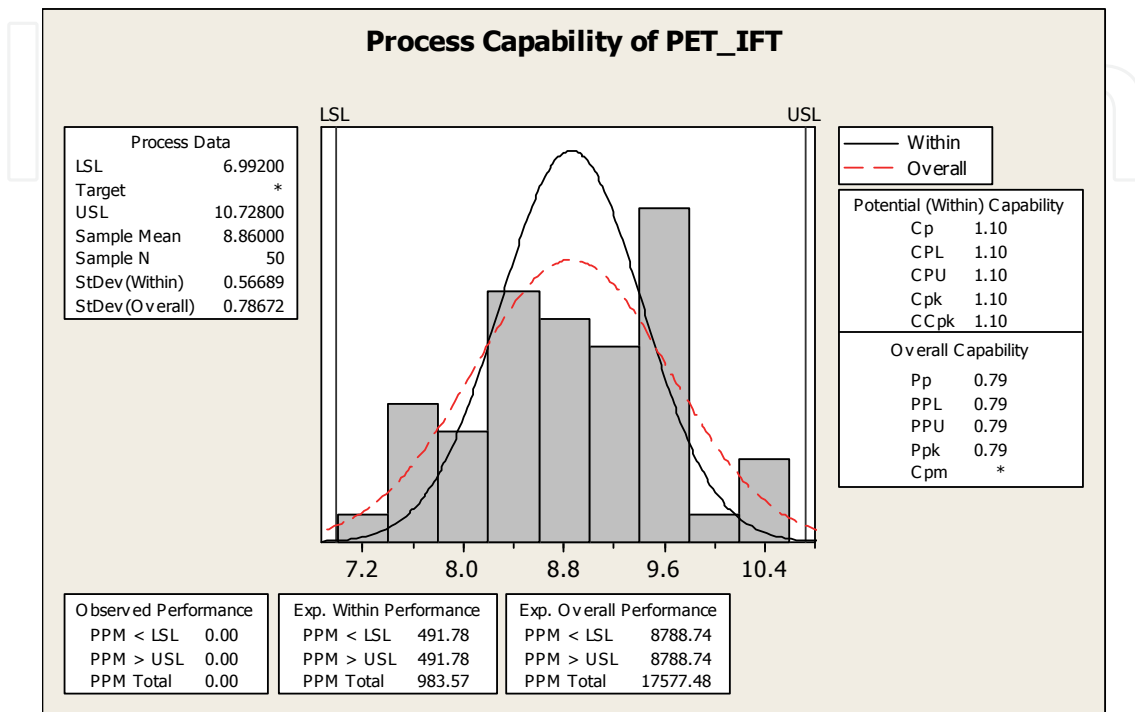 Process Capability of PET_IFT
LSL
USL
Process Data
LSL 6.99200
Target *
USL 10.72800
Sample Mean 8.86000
Sample N 50
StDev(Within) 0.56689
StDev(Overall) 0.78672
Within
Overall
Potential (Within) Capability
Cp 1.10
CPL 1.10
CPU 1.10
Cpk 1.10
CCpk 1.10
Overall Capability
Pp 0.79
PPL 0.79
PPU 0.79
Ppk 0.79
Cpm *
7.2 8.0 8.8 9.6 10.4
Observed Performance
PPM < LSL 0.00
PPM > USL 0.00
PPM Total 0.00
Exp. Within Performance
PPM < LSL 491.78
PPM > USL 491.78
PPM Total 983.57
Exp. Overall Performance
PPM < LSL 8788.74
PPM > USL 8788.74
PPM Total 17577.48